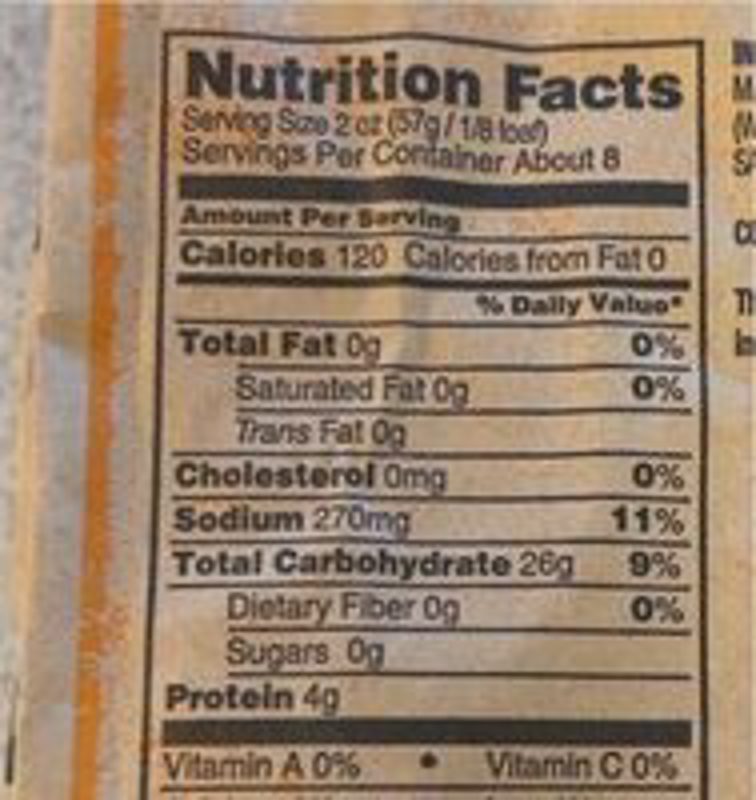 Nutrition Facts
Serving Size 2 oz (57g / 1/8 loaf)
Servings Per Container About 8
Amount Per Serving
Calories 120 Calories from Fat 0
% Daily Value*
Total Fat 0g 0%
Saturated Fat 0g 0%
Trans Fat 0g
Cholesterol 0mg 0%
Sodium 270mg 11%
Total Carbohydrate 26g 9%
Dietary Fiber 0g 0%
Sugars 0g
Protein 4g
Vitamin A 0% • Vitamin C 0%